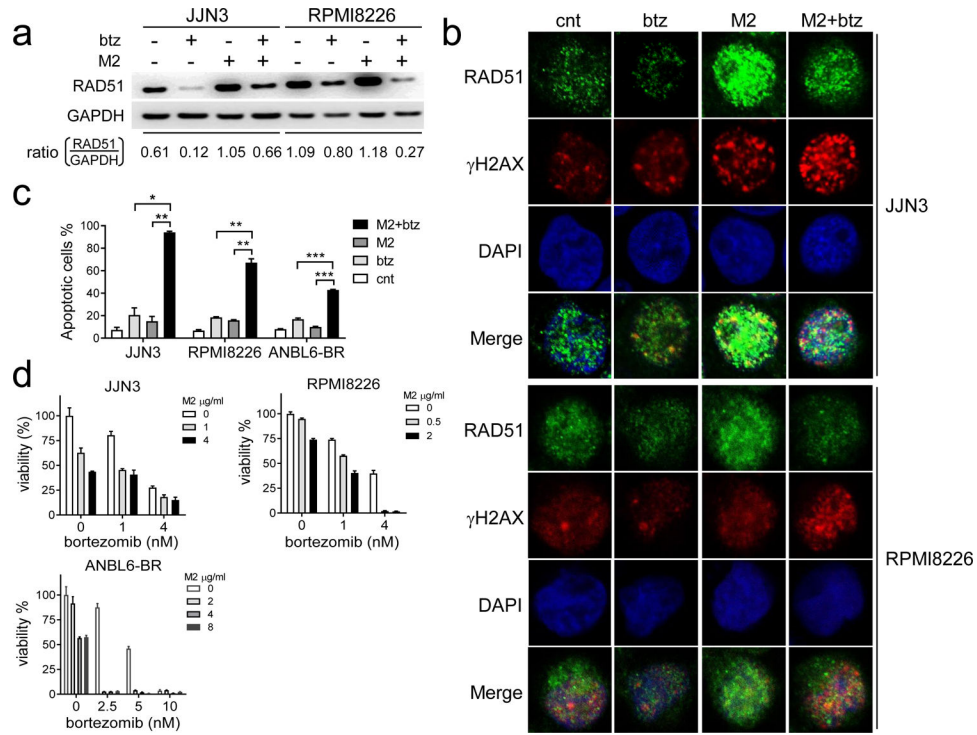 a
JJN3 RPMI8226
btz - + - + - + - +
M2 - - + + - - + +
RAD51
GAPDH
ratio (RAD51/GAPDH) 0.61 0.12 1.05 0.66 1.09 0.80 1.18 0.27
b
cnt btz M2 M2+btz
RAD51
γH2AX
DAPI
Merge
JJN3
RAD51
γH2AX
DAPI
Merge
RPMI8226
c
Apoptotic cells %
100
80
60
40
20
0
* ** ** ** *** ***
M2+btz
M2
btz
cnt
JJN3 RPMI8226 ANBL6-BR
d
JJN3
viability (%)
100
75
50
25
0
M2 μg/ml
0
1
4
0 1 4
bortezomib (nM)
RPMI8226
viability %
100
75
50
25
0
M2 μg/ml
0
0.5
2
0 1 4
bortezomib (nM)
ANBL6-BR
viability %
100
75
50
25
0
M2 μg/ml
0
2
4
8
0 2.5 5 10
bortezomib (nM)